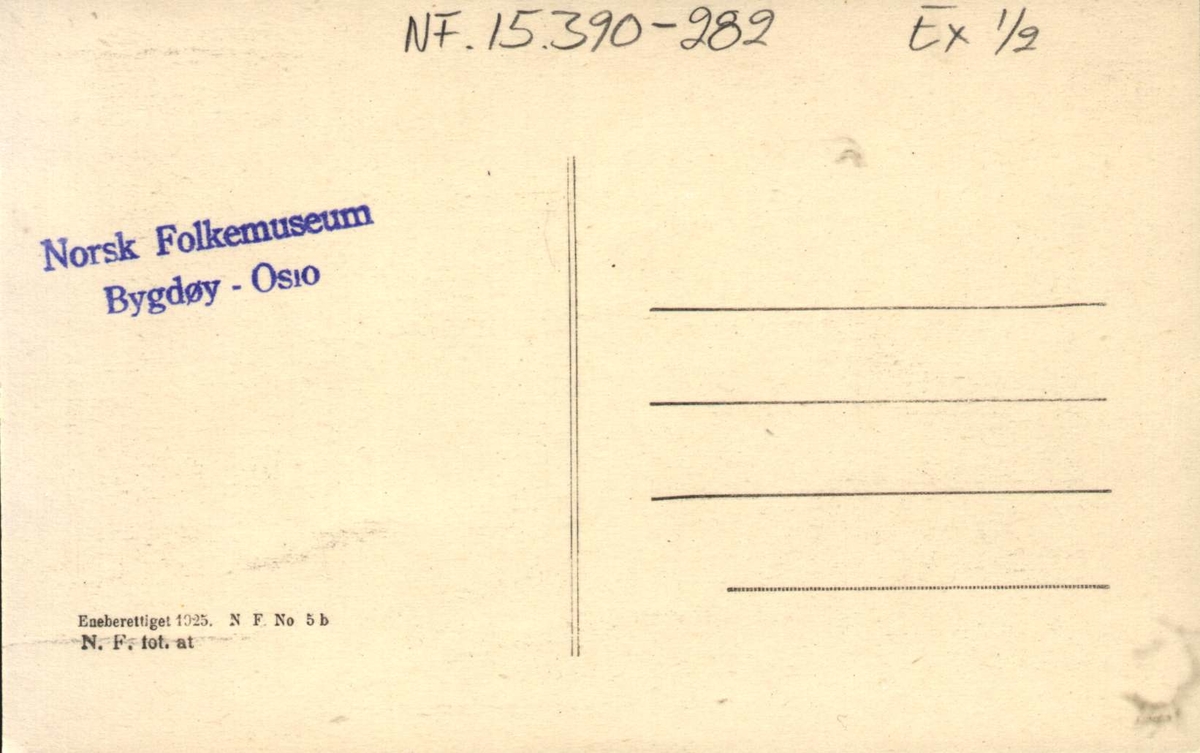 NF. 15.390-282 Ex 1/2
Norsk Folkemuseum
Bygdøy - Oslo
Eneberettiget 1925. N F. No 5 b
N. F. fot. at